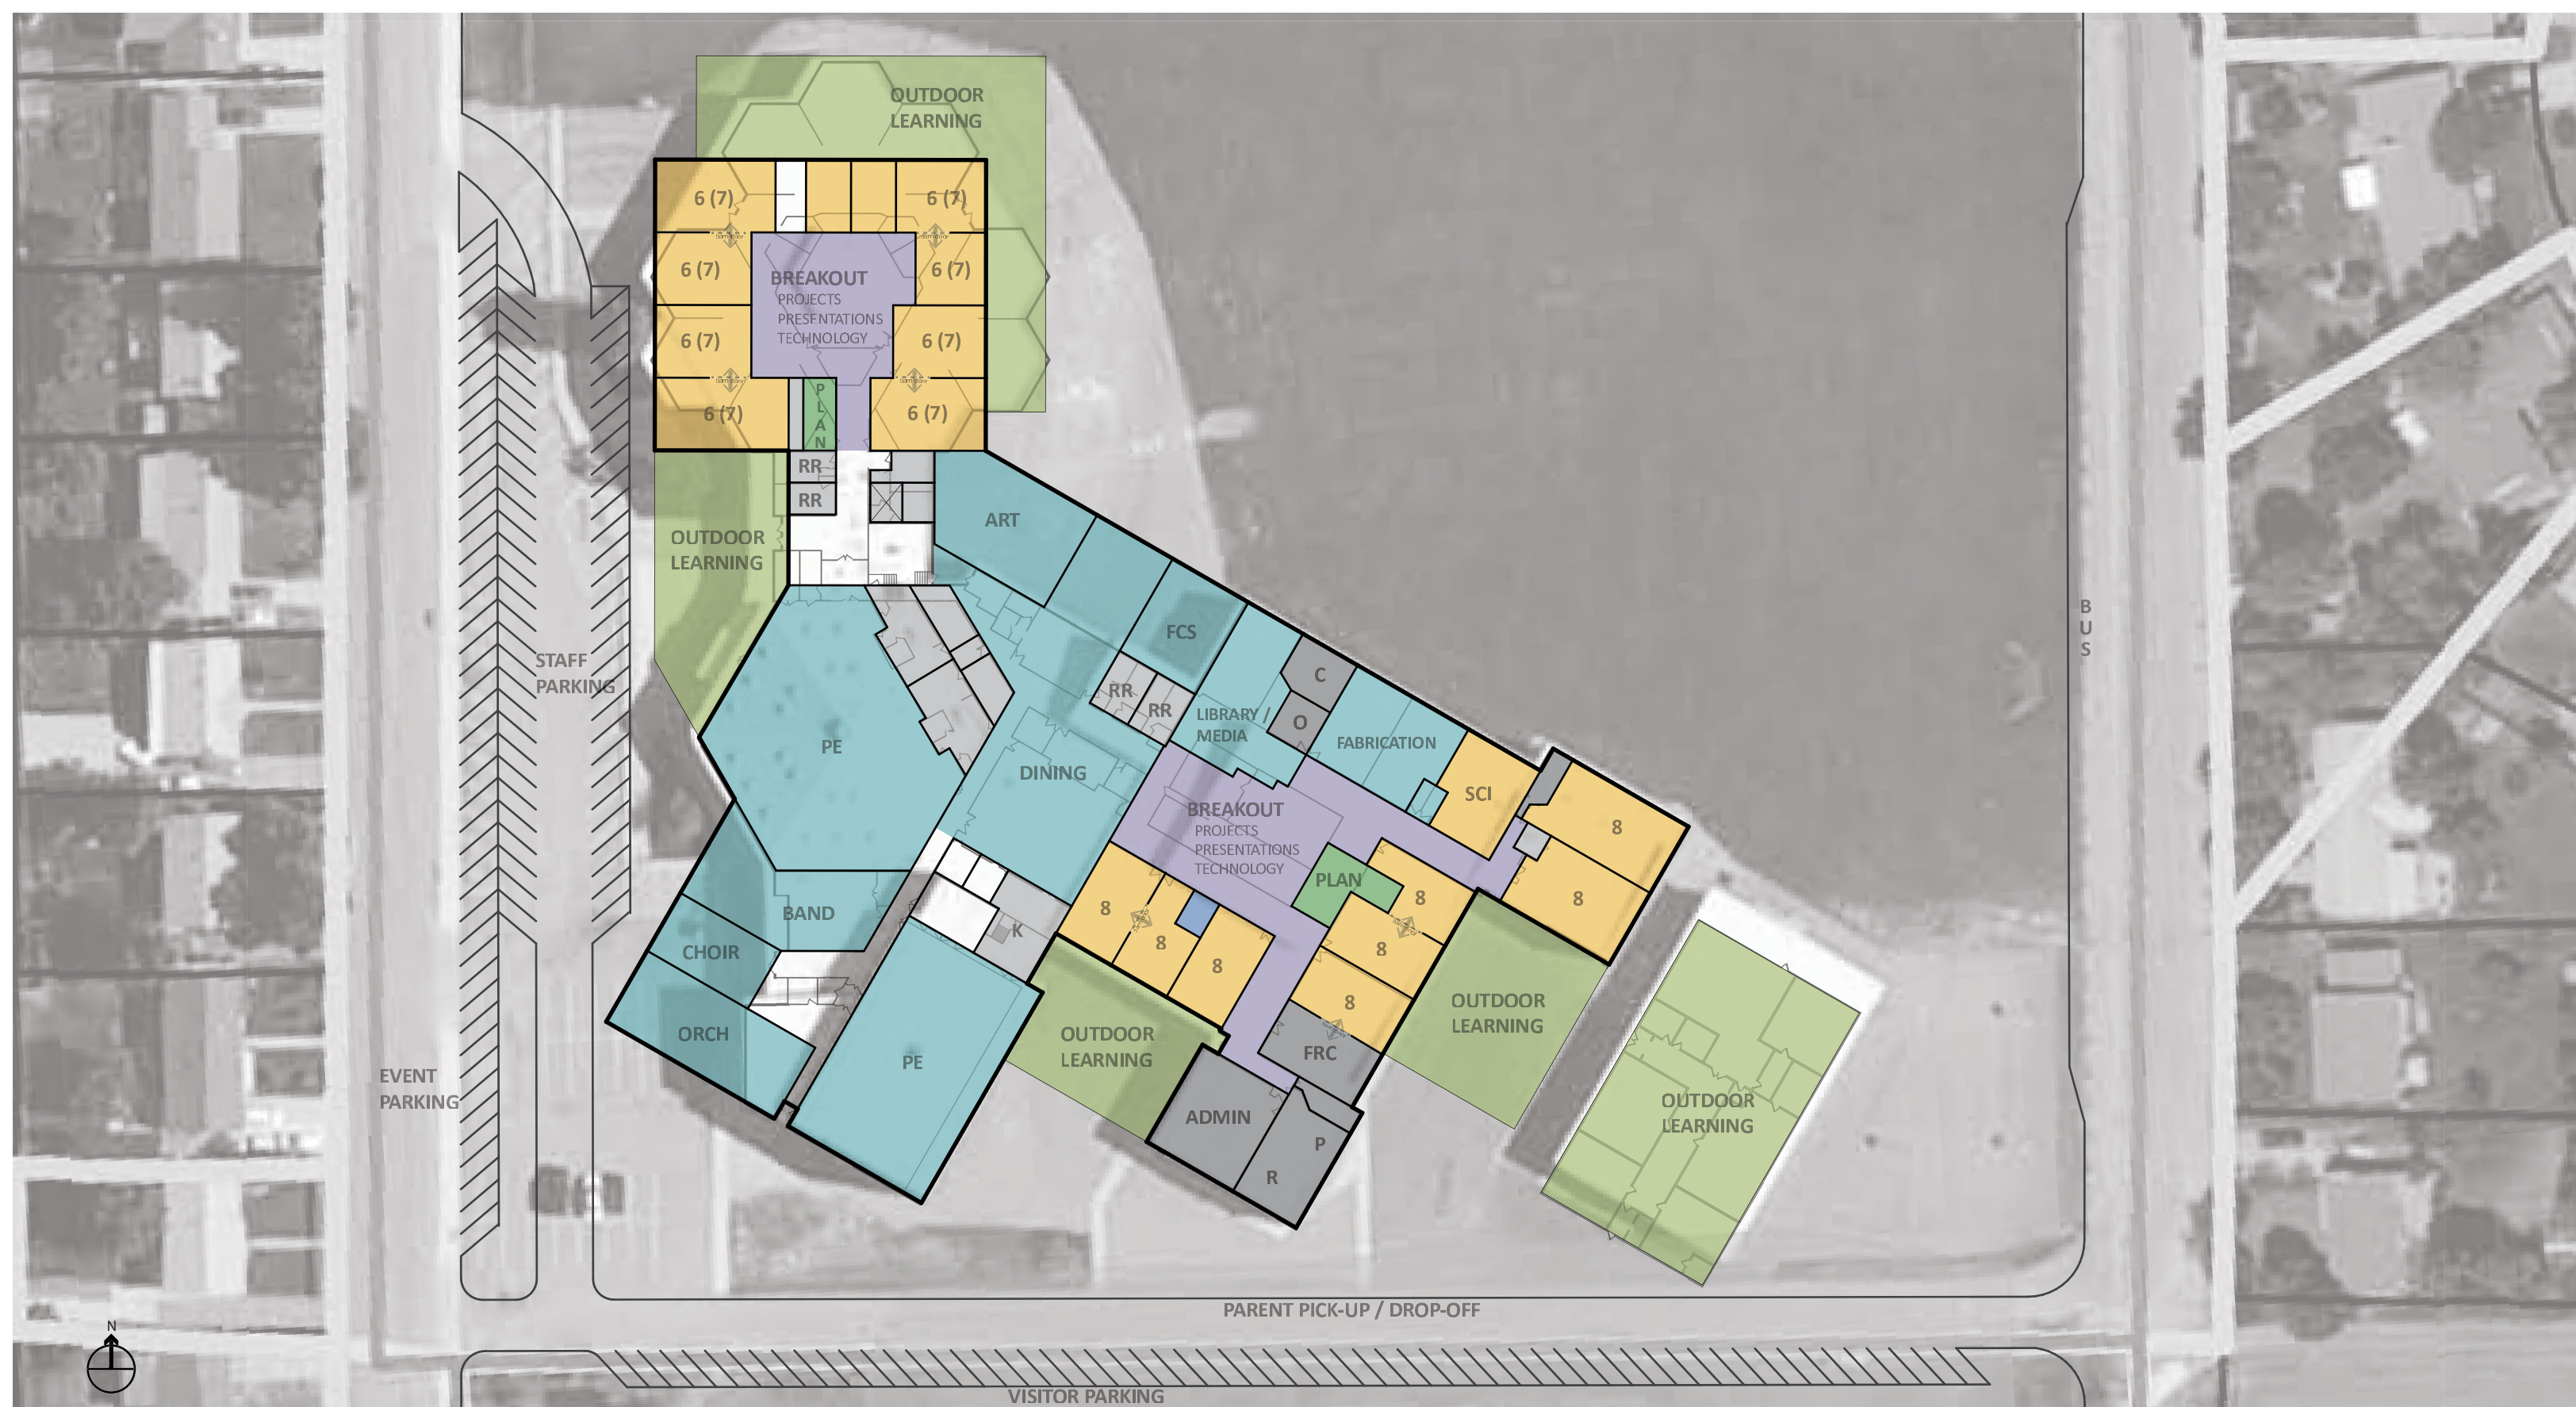 OUTDOOR
LEARNING
6 (7)
6 (7)
6 (7)
6 (7)
BREAKOUT
PROJECTS
PRESENTATIONS
TECHNOLOGY
6 (7)
6 (7)
6 (7)
6 (7)
P
L
A
N
RR
RR
ART
OUTDOOR
LEARNING
B
U
S
FCS
STAFF
PARKING
C
RR
RR
O
LIBRARY /
MEDIA
FABRICATION
PE
DINING
SCI
BREAKOUT
PROJECTS
PRESENTATIONS
TECHNOLOGY
8
PLAN
8
8
8
BAND
K
8
8
8
CHOIR
8
OUTDOOR
LEARNING
ORCH
OUTDOOR
LEARNING
PE
FRC
EVENT
PARKING
OUTDOOR
LEARNING
ADMIN
P
R
PARENT PICK-UP / DROP-OFF
N
VISITOR PARKING